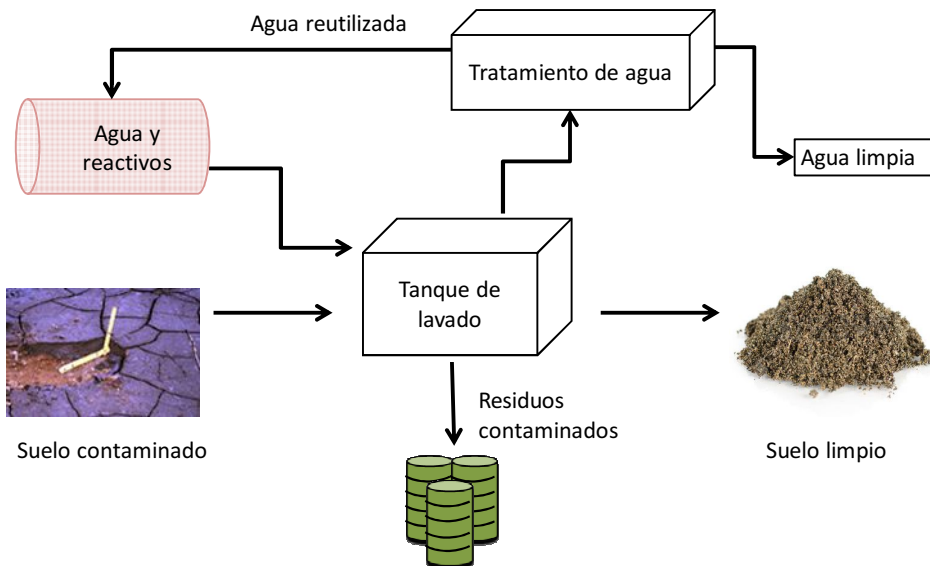 Agua reutilizada
Tratamiento de agua
Agua y
reactivos
Agua limpia
Tanque de
lavado
Residuos
contaminados
Suelo contaminado
Suelo limpio